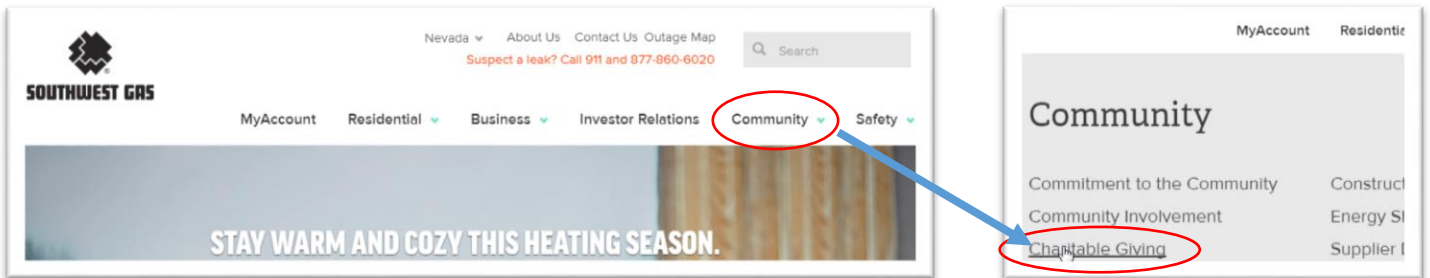 Nevada About Us Contact Us Outage Map
Search
Suspect a leak? Call 911 and 877-860-6020
SOUTHWEST GAS
MyAccount Residential Business Investor Relations Community Safety
STAY WARM AND COZY THIS HEATING SEASON.
MyAccount
Community
Commitment to the Community
Community Involvement
Charitable Giving
Supplier